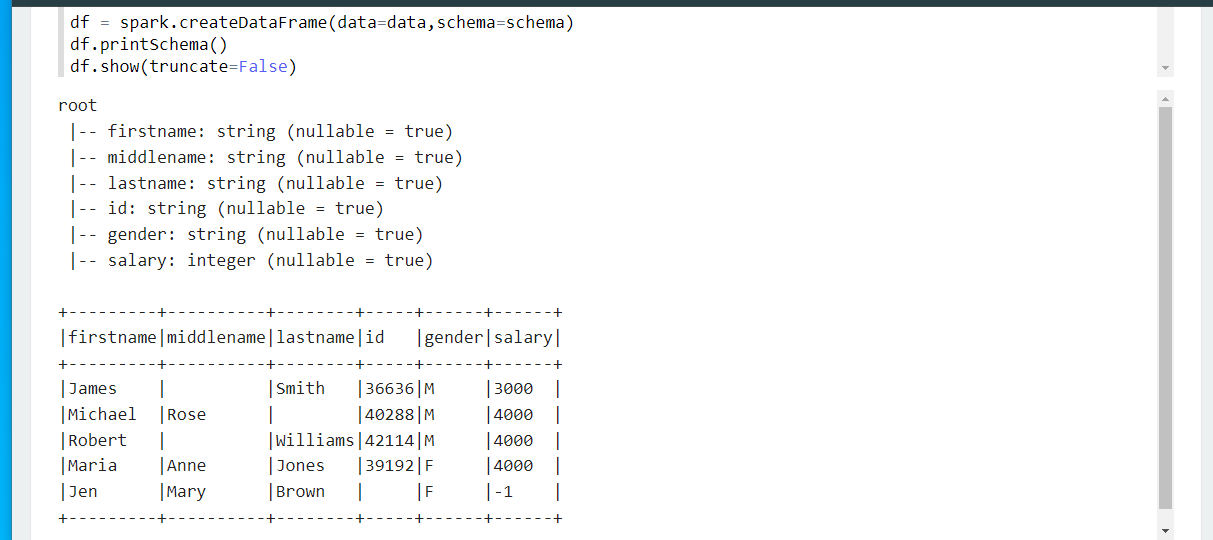 df = spark.createDataFrame(data=data,schema=schema)
df.printSchema()
df.show(truncate=False)
root
 |-- firstname: string (nullable = true)
 |-- middlename: string (nullable = true)
 |-- lastname: string (nullable = true)
 |-- id: string (nullable = true)
 |-- gender: string (nullable = true)
 |-- salary: integer (nullable = true)
+---------+----------+--------+-----+------+------+
|firstname|middlename|lastname|id   |gender|salary|
+---------+----------+--------+-----+------+------+
|James    |          |Smith   |36636|M     |3000  |
|Michael  |Rose      |        |40288|M     |4000  |
|Robert   |          |Williams|42114|M     |4000  |
|Maria    |Anne      |Jones   |39192|F     |4000  |
|Jen      |Mary      |Brown   |     |F     |-1    |
+---------+----------+--------+-----+------+------+